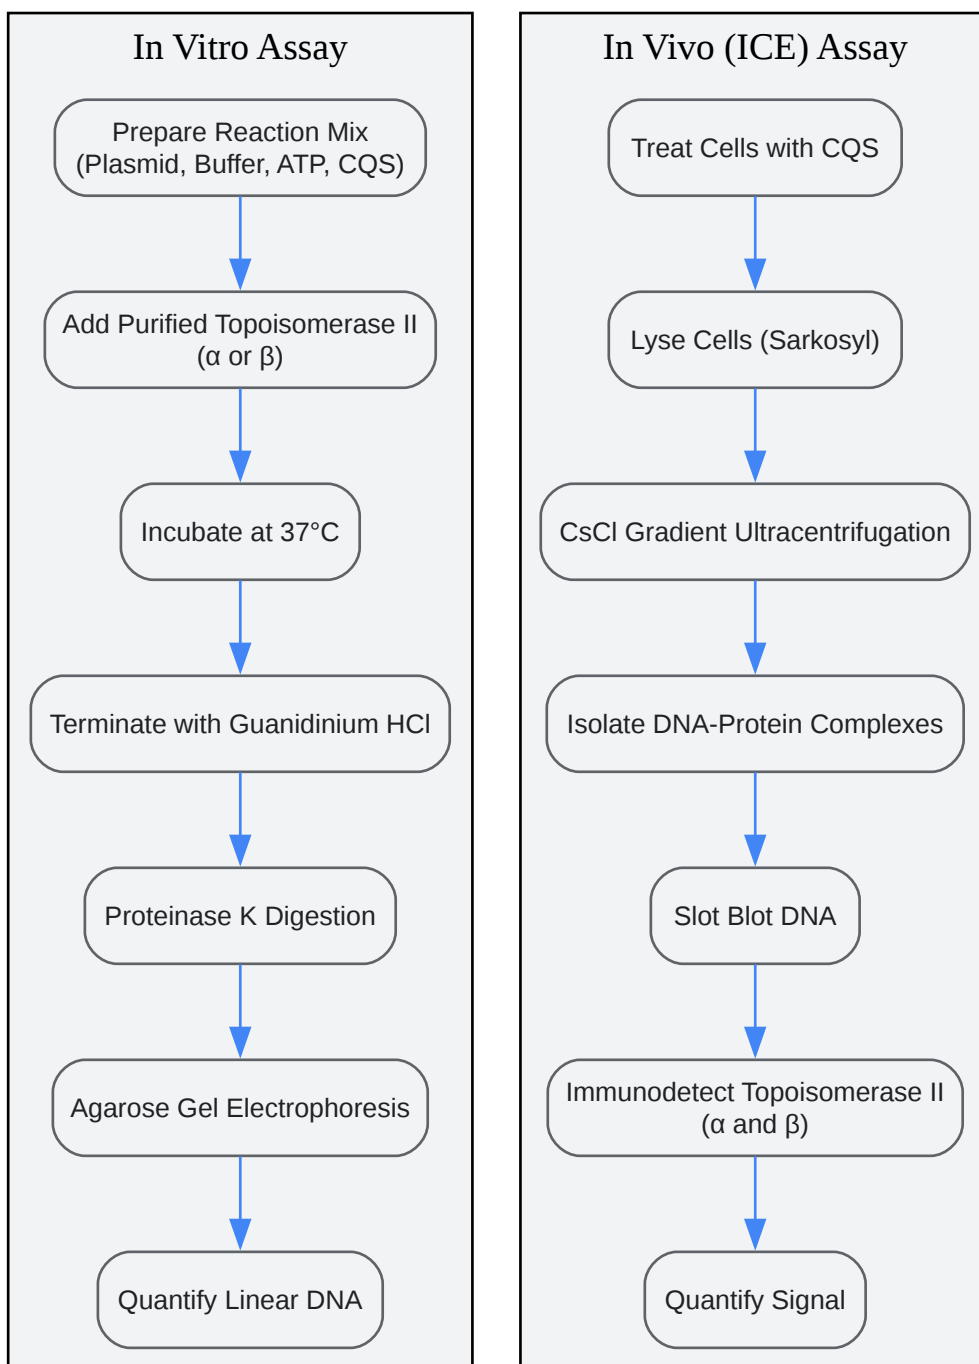 In Vitro Assay
Prepare Reaction Mix
(Plasmid, Buffer, ATP, CQS)
Add Purified Topoisomerase II
(α or β)
Incubate at 37°C
Terminate with Guanidinium HCl
Proteinase K Digestion
Agarose Gel Electrophoresis
Quantify Linear DNA
In Vivo (ICE) Assay
Treat Cells with CQS
Lyse Cells (Sarkosyl)
CsCl Gradient Ultracentrifugation
Isolate DNA-Protein Complexes
Slot Blot DNA
Immunodetect Topoisomerase II
(α and β)
Quantify Signal